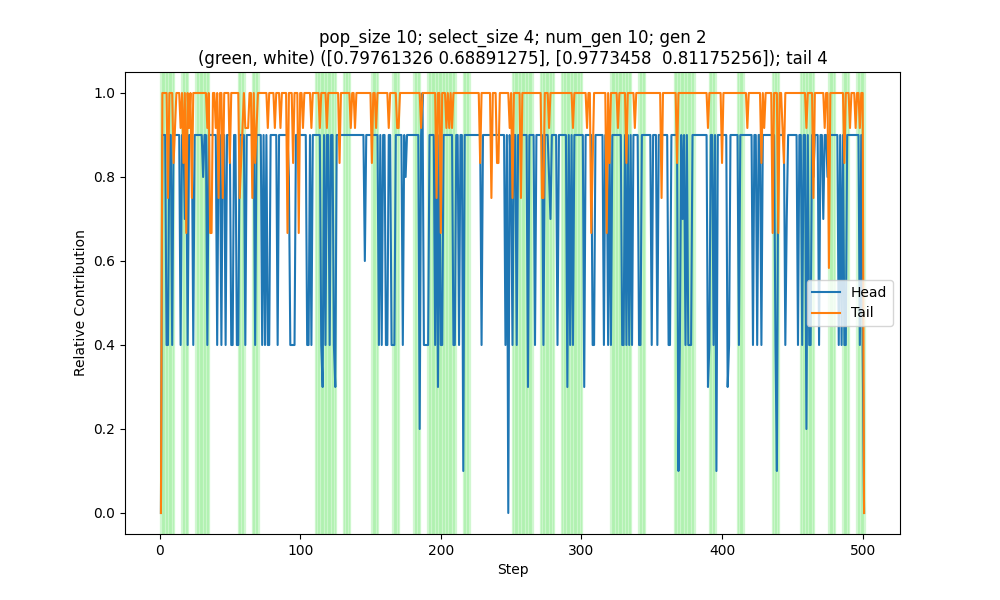 pop_size 10; select_size 4; num_gen 10; gen 2
(green, white) ([0.79761326 0.68891275], [0.9773458  0.81175256]); tail 4
Relative Contribution
1.0
0.8
0.6
0.4
0.2
0.0
Head
Tail
0
100
200
300
400
500
Step